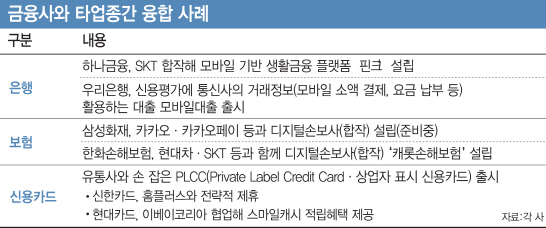 금융사와 타업종간 융합 사례
구분 내용
은행
하나금융, SKT 합작해 모바일 기반 생활금융 플랫폼 핀크 설립
우리은행, 신용평가에 통신사의 거래정보(모바일 소액 결제, 요금 납부 등)
활용하는 대출 모바일대출 출시
보험
삼성화재, 카카오·카카오페이 등과 디지털손보사(합작) 설립(준비중)
한화손해보험, 현대차·SKT 등과 함께 디지털손보사(합작) '캐롯손해보험' 설립
신용카드
유통사와 손 잡은 PLCC(Private Label Credit Card·상업자 표시 신용카드) 출시
•신한카드, 홈플러스와 전략적 제휴
•현대카드, 이베이코리아 협업해 스마일캐시 적립혜택 제공
자료:각 사